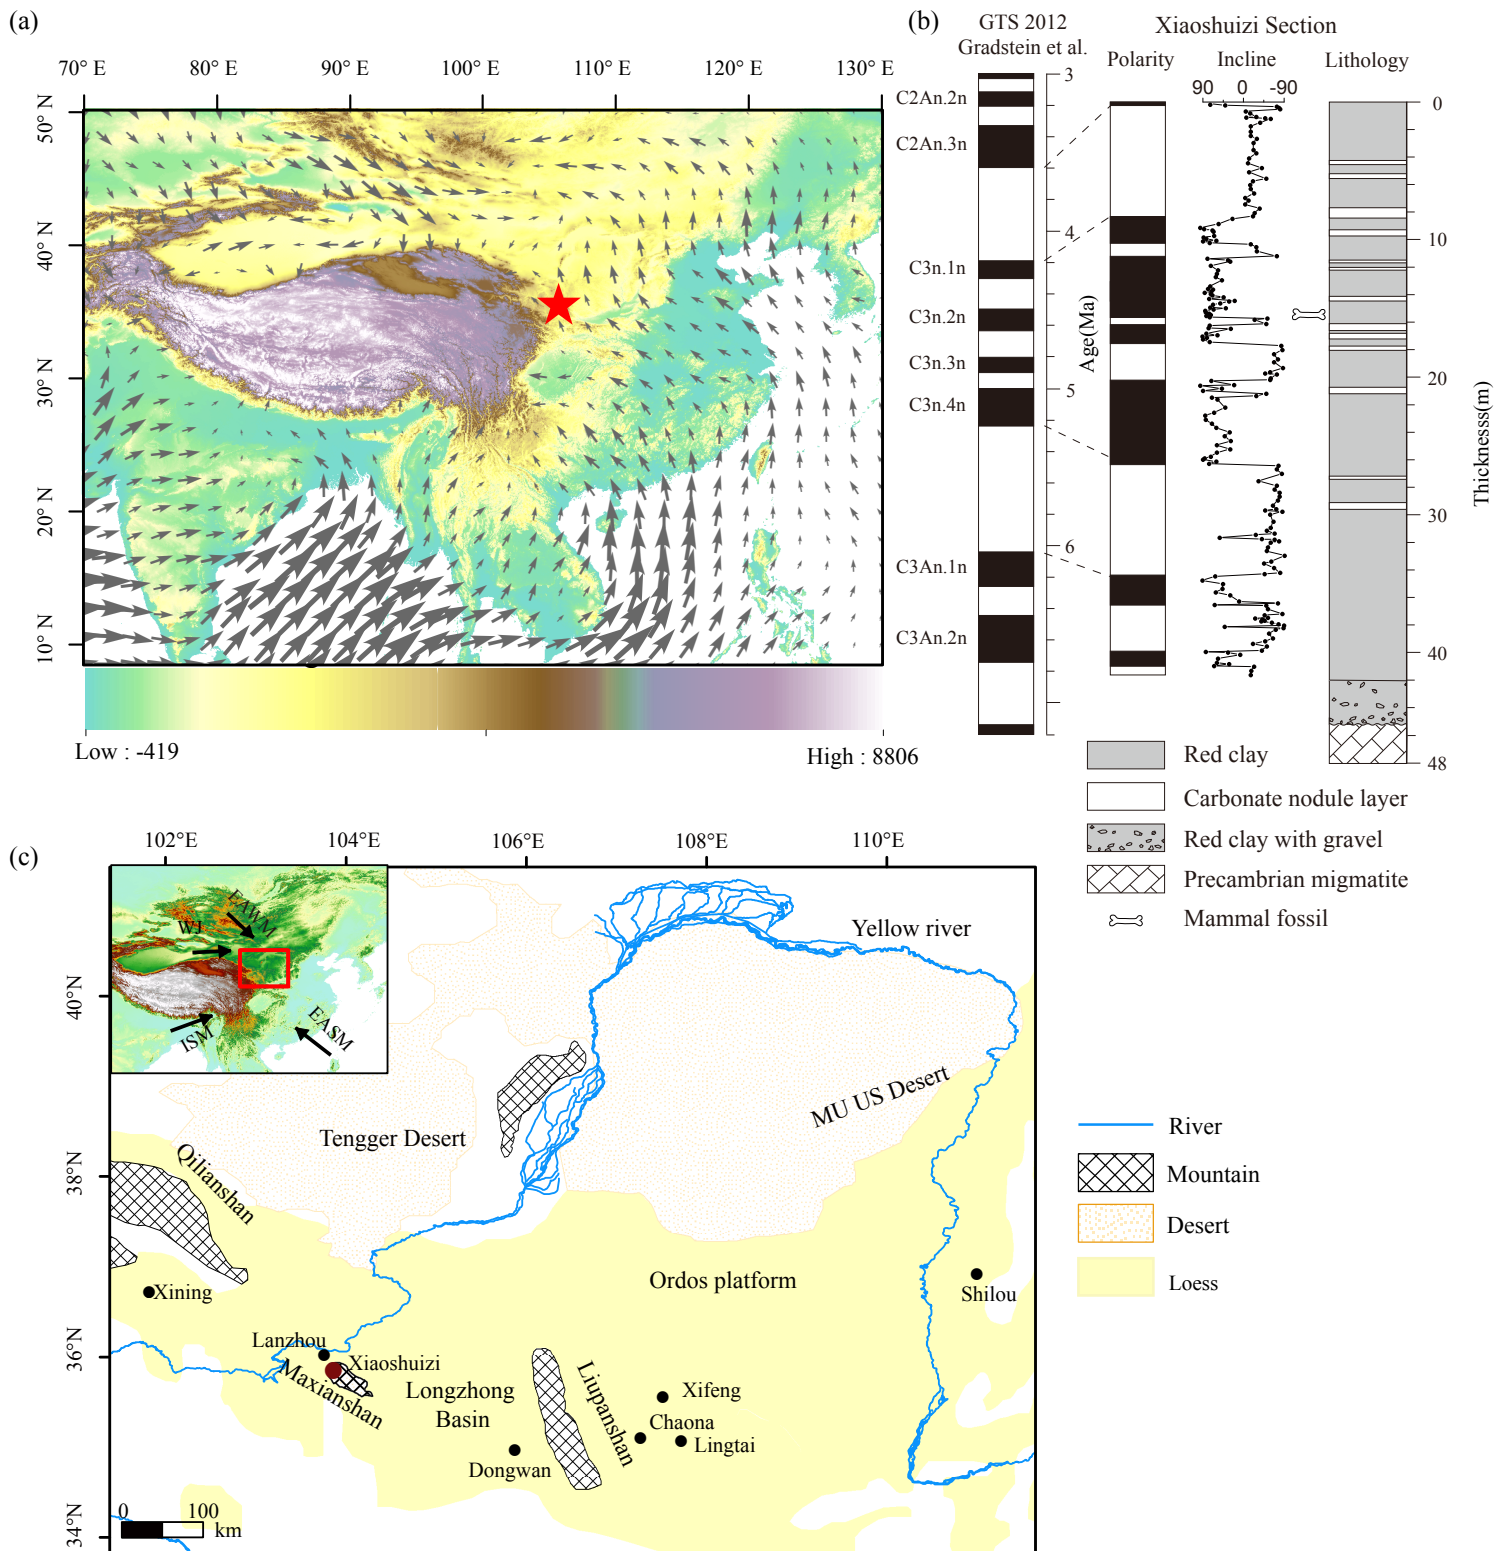 (a)
70° E 80° E 90° E 100° E 110° E 120° E 130° E
50° N
40° N
30° N
20° N
10° N
Low : -419
High : 8806
(b)
GTS 2012
Gradstein et al.
Xiaoshuizi Section
Polarity
Incline
Lithology
90 0 -90
C2An.2n
C2An.3n
C3n.1n
C3n.2n
C3n.3n
C3n.4n
C3An.1n
C3An.2n
3
4
5
6
Age(Ma)
0
10
20
30
40
48
Thicknesss(m)
Red clay
Carbonate nodule layer
Red clay with gravel
Precambrian migmatite
Mammal fossil
(c)
102°E 104°E 106°E 108°E 110°E
40°N
38°N
36°N
34°N
EAWM
WJ
ISM
EASM
Yellow river
MU US Desert
Tengger Desert
Qilianshan
Xining
Ordos platform
Shilou
Lanzhou
Xiaoshuizi
Maxianshan
Longzhong
Basin
Liupanshan
Xifeng
Chaona
Lingtai
Dongwan
0 100
km
River
Mountain
Desert
Loess